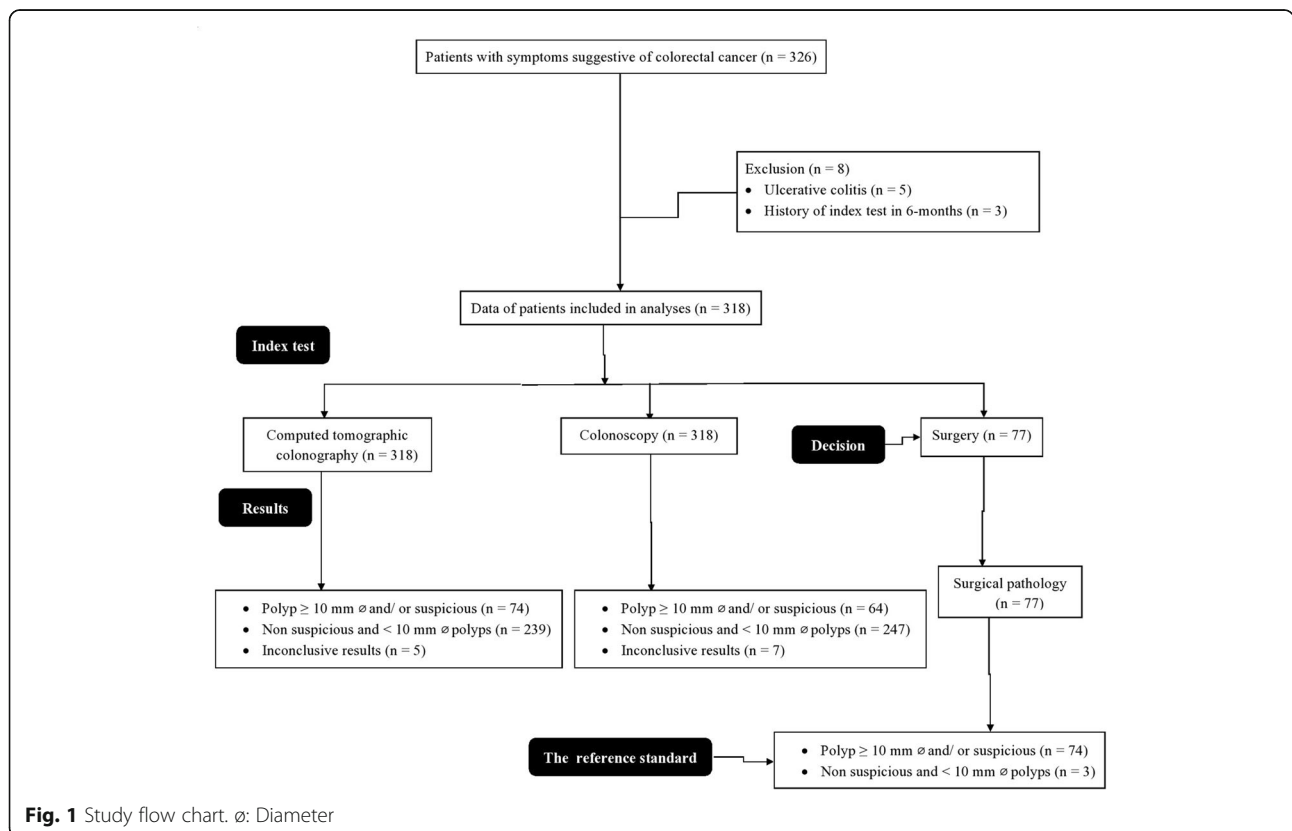 Patients with symptoms suggestive of colorectal cancer (n = 326)
Exclusion (n = 8)
• Ulcerative colitis (n = 5)
• History of index test in 6-months (n = 3)
Data of patients included in analyses (n = 318)
Index test
Computed tomographic
colonography (n = 318)
Colonoscopy (n = 318)
Decision
Surgery (n = 77)
Results
Surgical pathology
(n = 77)
• Polyp ≥ 10 mm ø and/ or suspicious (n = 74)
• Non suspicious and < 10 mm ø polyps (n = 239)
• Inconclusive results (n = 5)
• Polyp ≥ 10 mm ø and/ or suspicious (n = 64)
• Non suspicious and < 10 mm ø polyps (n = 247)
• Inconclusive results (n = 7)
The reference standard
• Polyp ≥ 10 mm ø and/ or suspicious (n = 74)
• Non suspicious and < 10 mm ø polyps (n = 3)
Fig. 1 Study flow chart. ø: Diameter